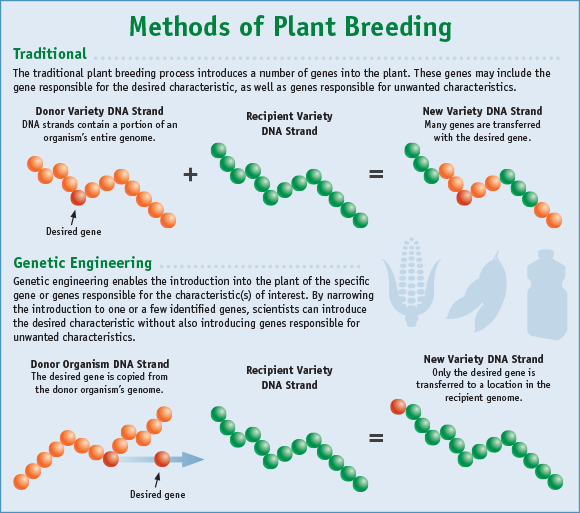 Methods of Plant Breeding
Traditional
The traditional plant breeding process introduces a number of genes into the plant. These genes may include the
gene responsible for the desired characteristic, as well as genes responsible for unwanted characteristics.
Donor Variety DNA Strand
DNA strands contain a portion of an
organism's entire genome.
Desired gene
+
Recipient Variety
DNA Strand
=
New Variety DNA Strand
Many genes are transferred
with the desired gene.
Genetic Engineering
Genetic engineering enables the introduction into the plant of the specific
gene or genes responsible for the characteristic(s) of interest. By narrowing
the introduction to one or a few identified genes, scientists can introduce
the desired characteristic without also introducing genes responsible for
unwanted characteristics.
Donor Organism DNA Strand
The desired gene is copied from
the donor organism's genome.
Desired gene
Recipient Variety
DNA Strand
=
New Variety DNA Strand
Only the desired gene is
transferred to a location in the
recipient genome.